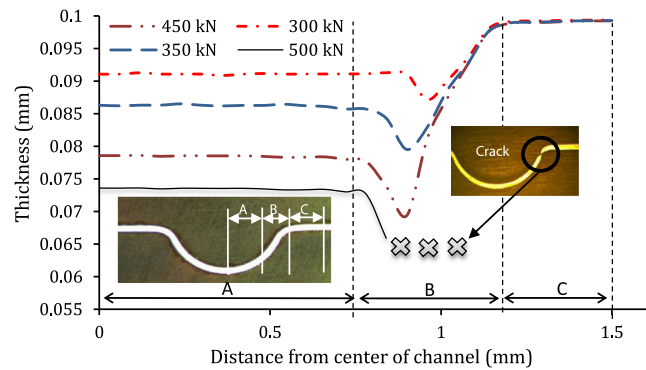 450 kN 300 kN
350 kN 500 kN
0.1
0.095
0.09
0.085
0.08
0.075
0.07
0.065
0.06
0.055
Thickness (mm)
Crack
A B C
A B C
0 0.5 1 1.5
Distance from center of channel (mm)